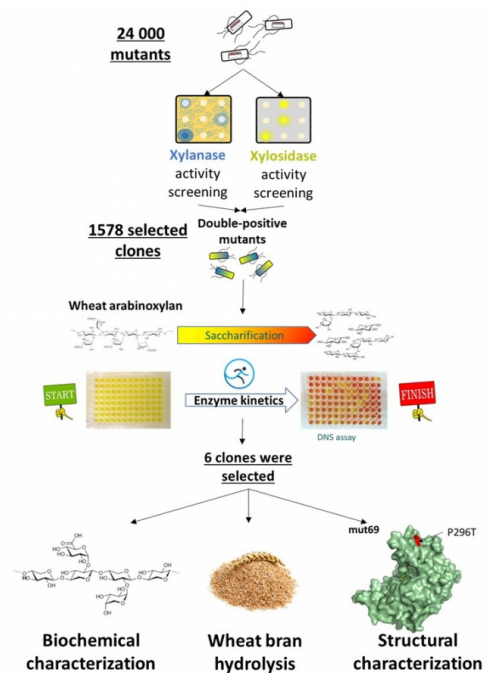 24 000
mutants
Xylanase
activity
screening
Xylosidase
activity
screening
1578 selected
clones
Double-positive
mutants
Wheat arabinoxylan
Saccharification
START
Enzyme kinetics
FINISH
DNS assay
6 clones were
selected
mut69
P296T
Biochemical
characterization
Wheat bran
hydrolysis
Structural
characterization